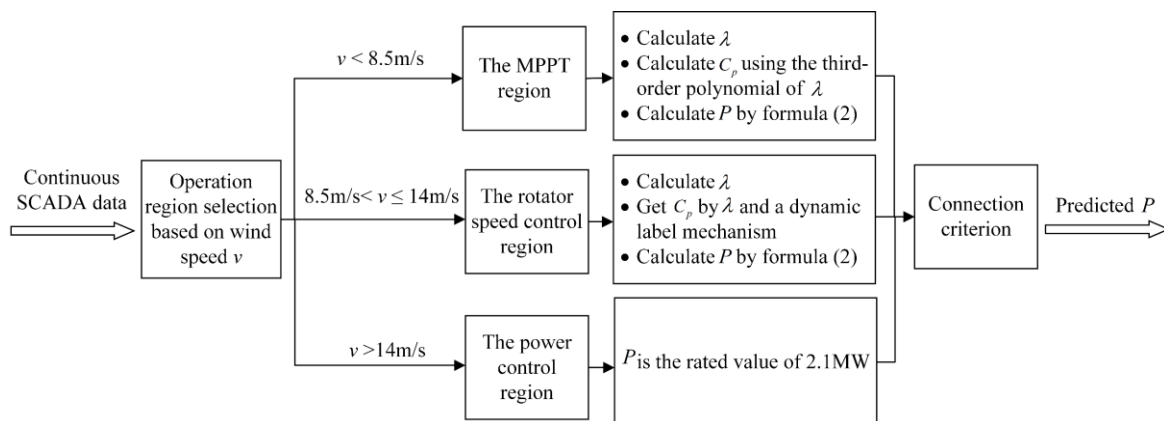 Continuous
SCADA data
Operation
region selection
based on wind
speed v
v < 8.5m/s
The MPPT
region
• Calculate λ
• Calculate C_p using the third-
order polynomial of λ
• Calculate P by formula (2)
8.5m/s< v ≤ 14m/s
The rotator
speed control
region
• Calculate λ
• Get C_p by λ and a dynamic
label mechanism
• Calculate P by formula (2)
v >14m/s
The power
control
region
P is the rated value of 2.1MW
Connection
criterion
Predicted P